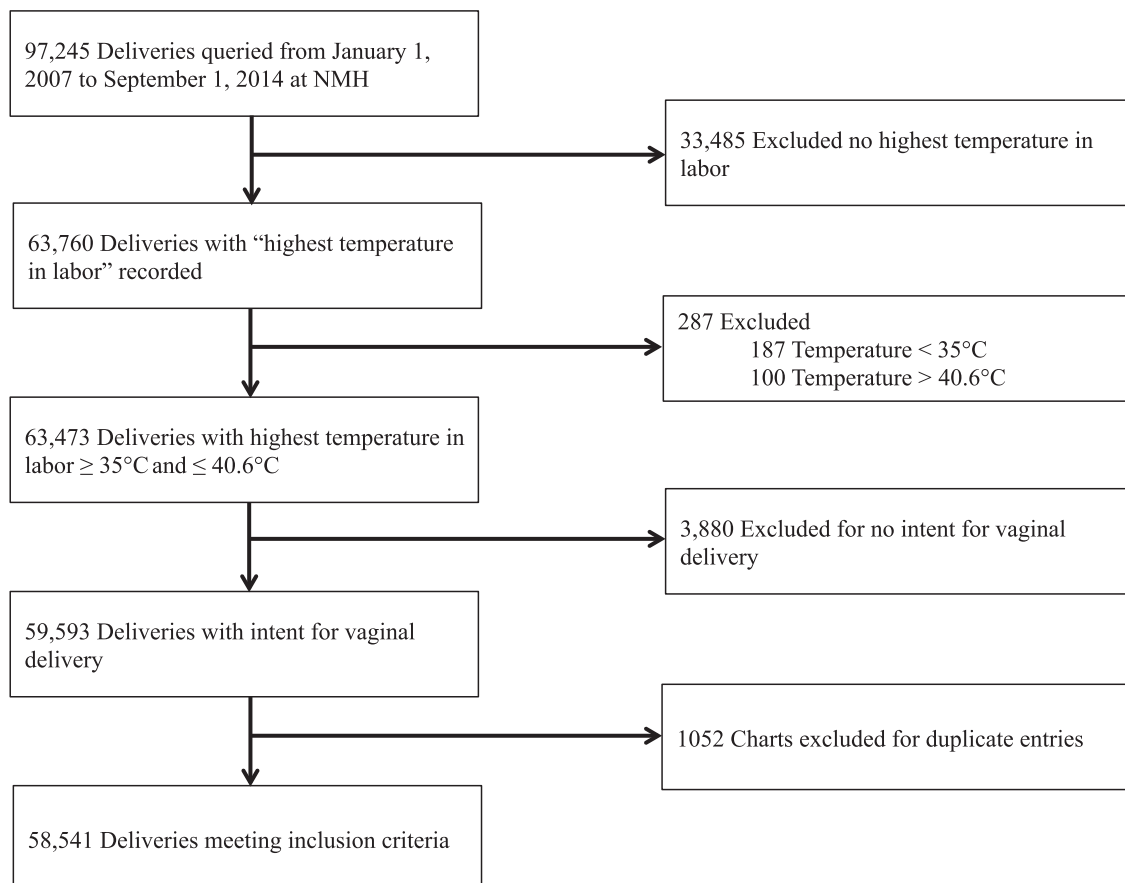 97,245 Deliveries queried from January 1,
2007 to September 1, 2014 at NMH
33,485 Excluded no highest temperature in
labor
63,760 Deliveries with “highest temperature
in labor” recorded
287 Excluded
187 Temperature < 35°C
100 Temperature > 40.6°C
63,473 Deliveries with highest temperature in
labor ≥ 35°C and ≤ 40.6°C
3,880 Excluded for no intent for vaginal
delivery
59,593 Deliveries with intent for vaginal
delivery
1052 Charts excluded for duplicate entries
58,541 Deliveries meeting inclusion criteria